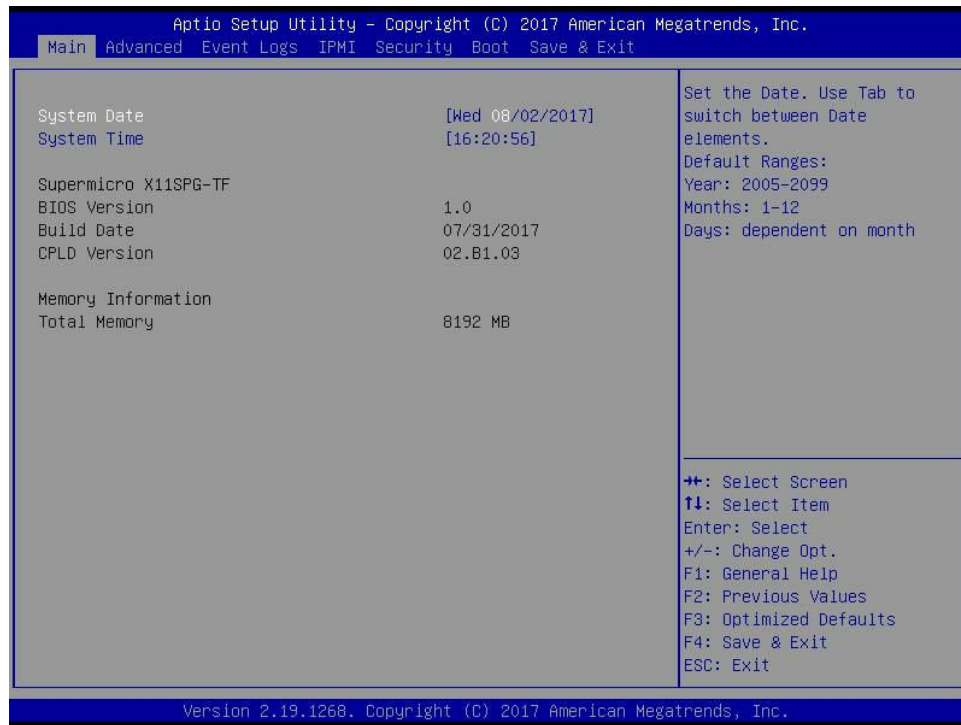 Aptio Setup Utility – Copyright (C) 2017 American Megatrends, Inc.
Main Advanced Event Logs IPMI Security Boot Save & Exit
System Date [Wed 08/02/2017]
System Time [16:20:56]
Supermicro X11SPG-TF
BIOS Version 1.0
Build Date 07/31/2017
CPLD Version 02.B1.03
Memory Information
Total Memory 8192 MB
Set the Date. Use Tab to
switch between Date
elements.
Default Ranges:
Year: 2005-2099
Months: 1-12
Days: dependent on month
→←: Select Screen
↑↓: Select Item
Enter: Select
+/-: Change Opt.
F1: General Help
F2: Previous Values
F3: Optimized Defaults
F4: Save & Exit
ESC: Exit
Version 2.19.1268. Copyright (C) 2017 American Megatrends, Inc.